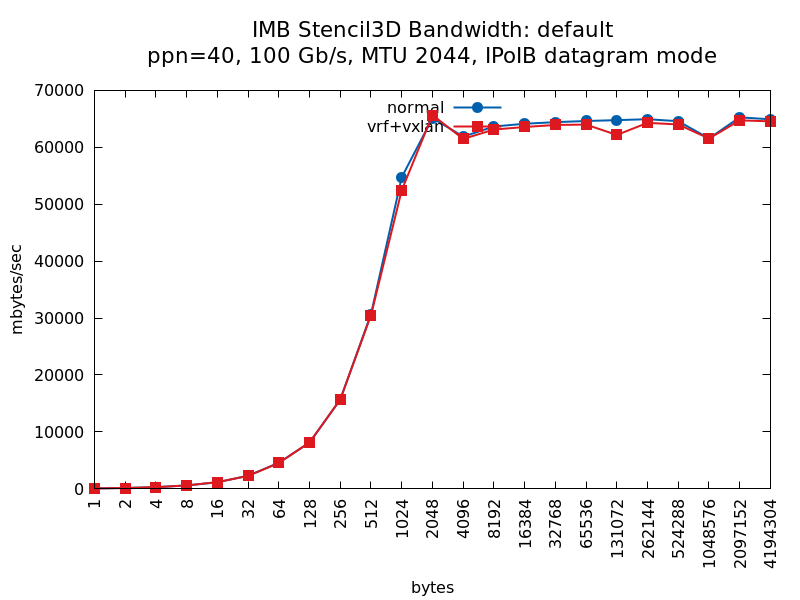 IMB Stencil3D Bandwidth: default
ppn=40, 100 Gb/s, MTU 2044, IPoIB datagram mode
normal
vrf+vxlan
70000
60000
50000
40000
30000
20000
10000
0
mbytes/sec
1 2 4 8 16 32 64 128 256 512 1024 2048 4096 8192 16384 32768 65536 131072 262144 524288 1048576 2097152 4194304
bytes